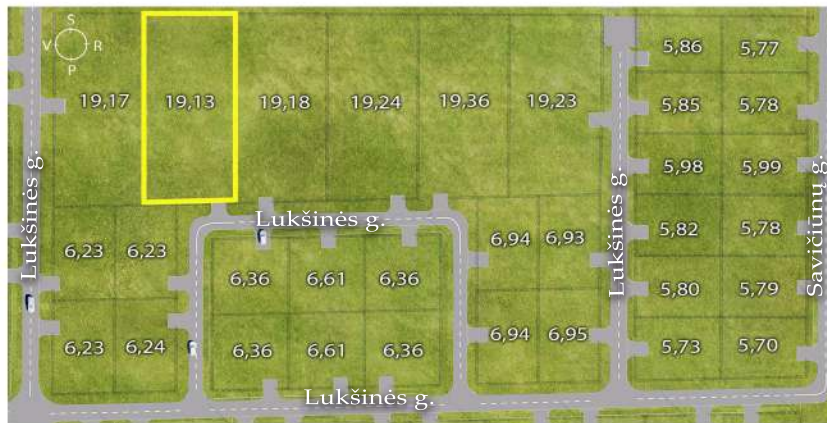 S
V R
P
19,17 19,13 19,18 19,24 19,36 19,23
5,86 5,77
5,85 5,78
5,98 5,99
5,82 5,78
5,80 5,79
5,73 5,70
Lukšinės g.
Lukšinės g.
Lukšinės g.
Savičiūnų g.
6,23 6,23
6,23 6,24
6,36 6,61 6,36
6,36 6,61 6,36
6,94 6,93
6,94 6,95
Lukšinės g.